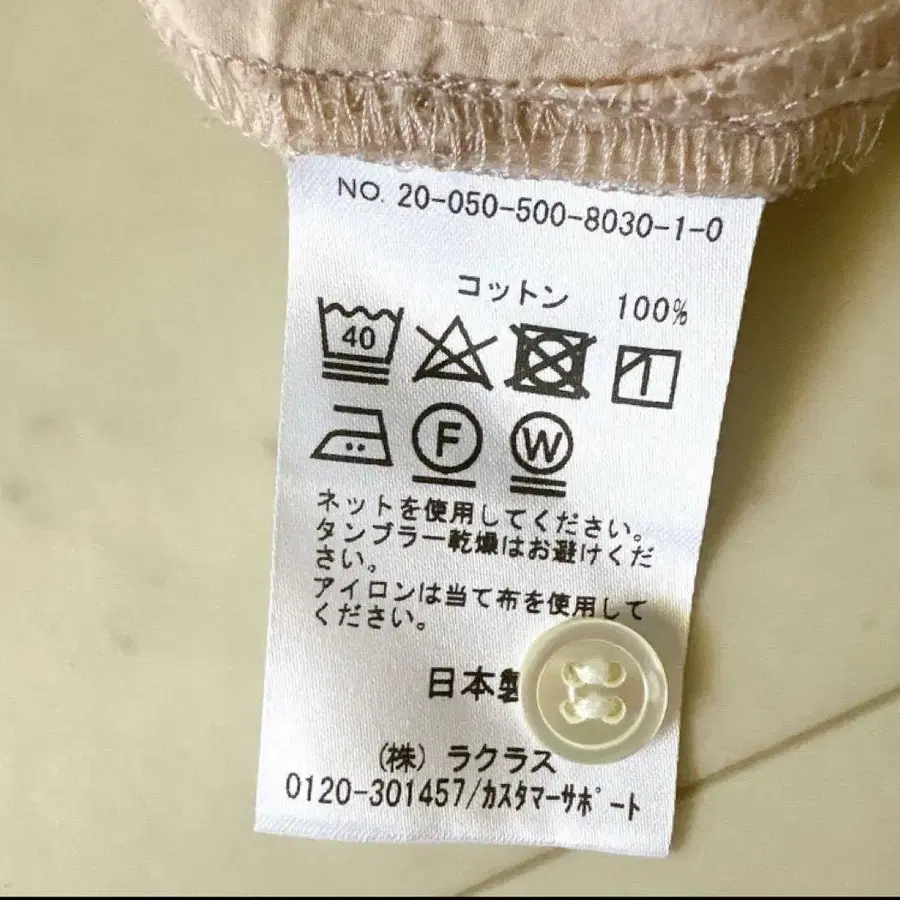 NO. 20-050-500-8030-1-0
コットン 100%
40
F W
ネットを使用してください。
タンブラー乾燥はお避けくだ
さい。
アイロンは当て布を使用して
ください。
日本製
(株) ラクラス
0120-301457/カスタマーサポート